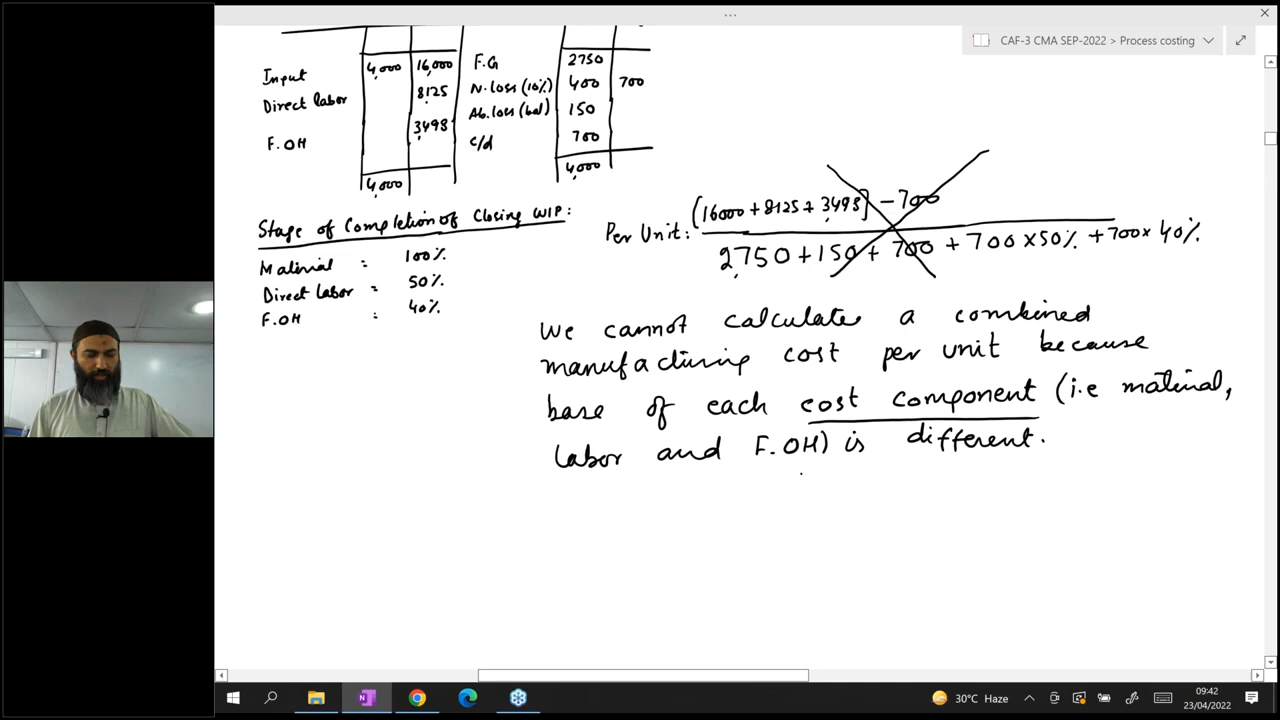 CAF-3 CMA SEP-2022 > Process costing
Input 4,000 16,000 F.G 2750
Direct labor 8125 N.loss (10%) 400 700
F.OH 3498 Ab.loss (bal) 150
c/d 700
4,000 4,000
Stage of Completion of Closing WIP:
Material : 100%
Direct labor = 50%
F.OH : 40%
Per Unit: (16000+8125+3498) - 700
2750+150+700+700×50%+700×40%
We cannot calculate a combined
manufacturing cost per unit because
base of each cost component (i.e material,
labor and F.OH) is different.
30°C Haze
09:42
23/04/2022